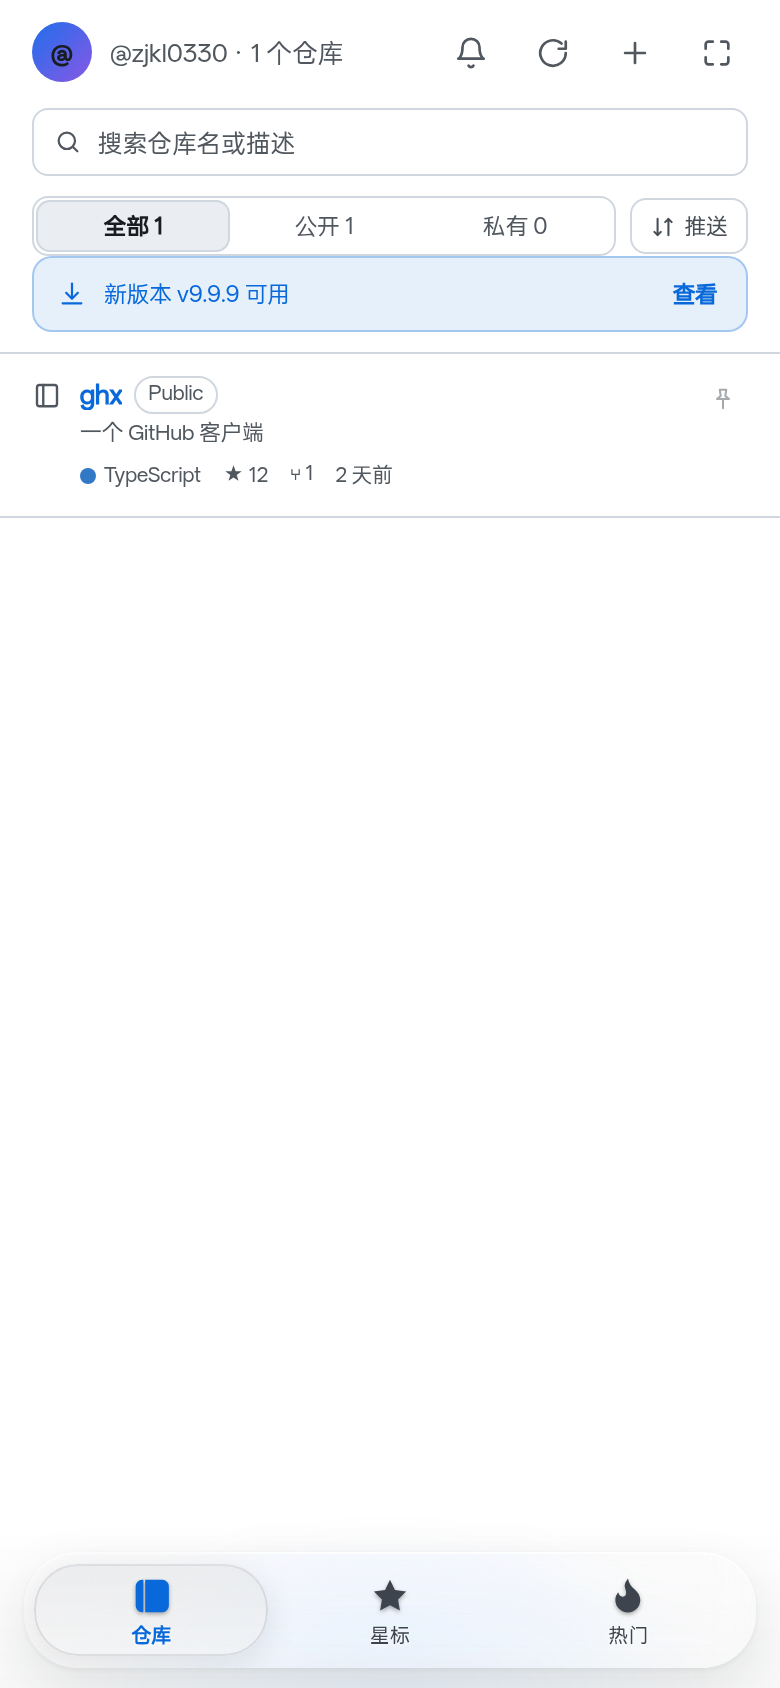 @ @zjkl0330 · 1 个仓库
搜索仓库名或描述
全部 1 公开 1 私有 0 推送
新版本 v9.9.9 可用 查看
ghx Public
一个 GitHub 客户端
TypeScript ★ 12 1 2 天前
仓库 星标 热门